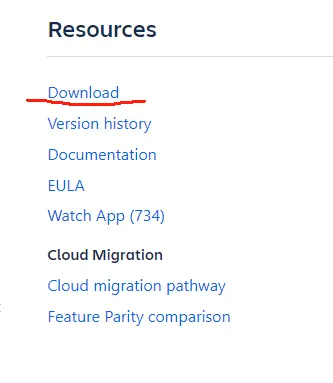 Resources
Download
Version history
Documentation
EULA
Watch App (734)
Cloud Migration
Cloud migration pathway
Feature Parity comparison